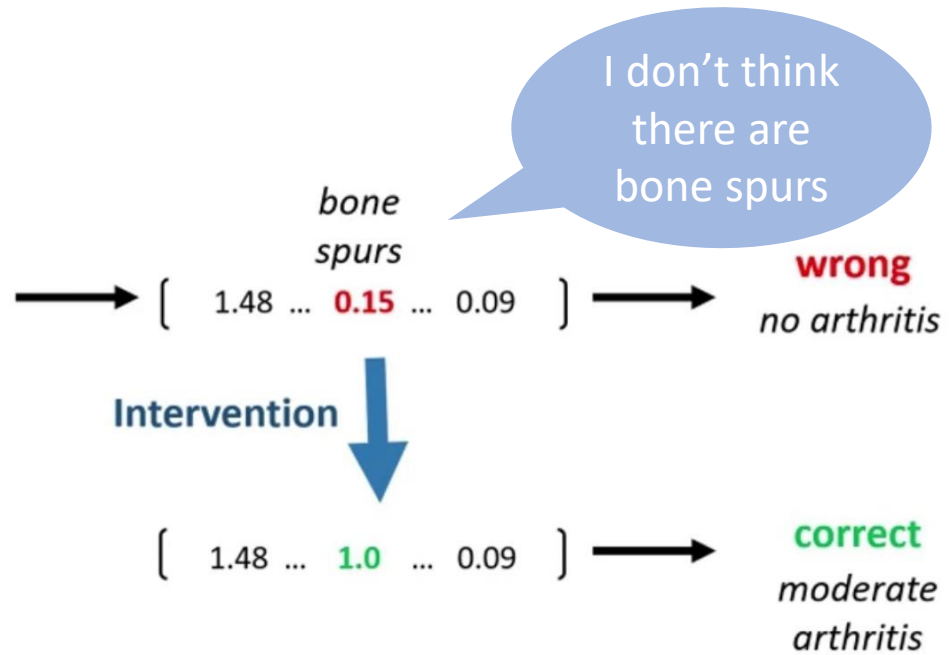 I don’t think
there are
bone spurs
bone
spurs
[ 1.48 ... 0.15 ... 0.09 ]
wrong
no arthritis
Intervention
[ 1.48 ... 1.0 ... 0.09 ]
correct
moderate
arthritis